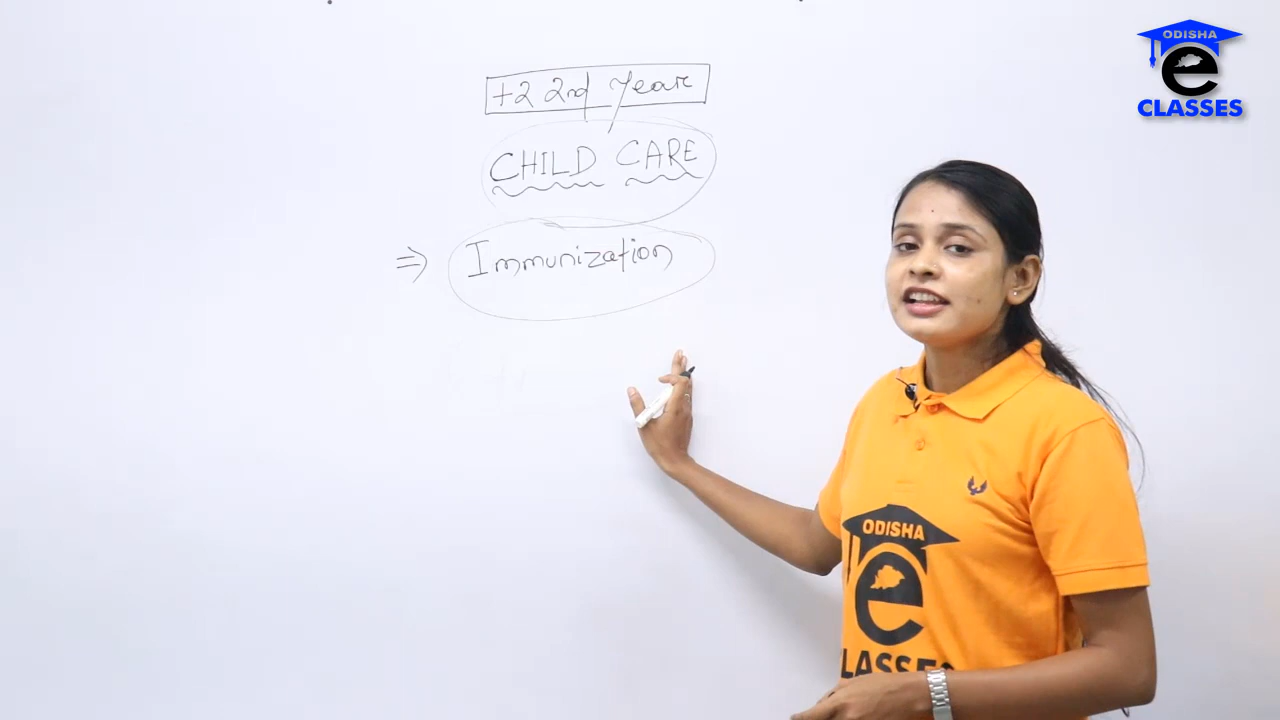 ODISHA
e
CLASSES
+2 2nd Year
CHILD CARE
⇒ Immunization
ODISHA
e
CLASSES